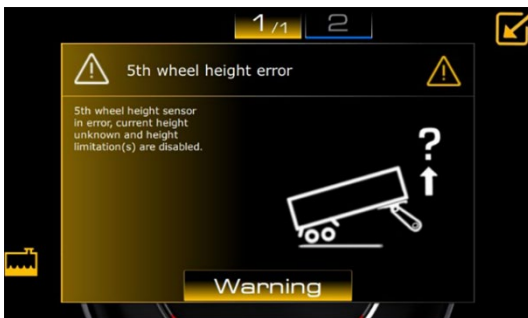 1/1 2
5th wheel height error
5th wheel height sensor
in error, current height
unknown and height
limitation(s) are disabled.
?
Warning